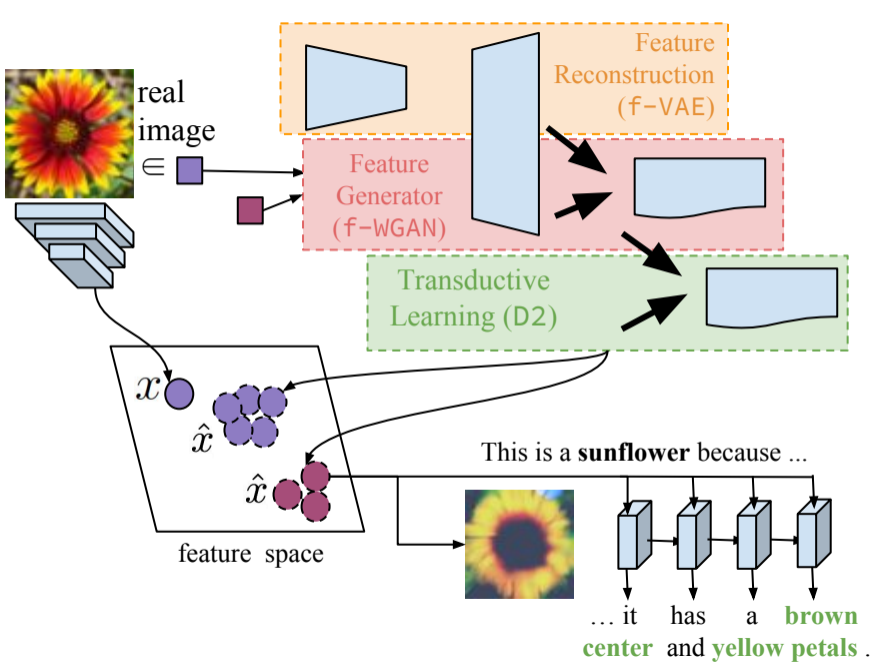 Feature
Reconstruction
(f-VAE)
real
image
∈
Feature
Generator
(f-WGAN)
Transductive
Learning (D2)
x
x̂
x̂
feature space
This is a sunflower because ...
... it has a brown
center and yellow petals .